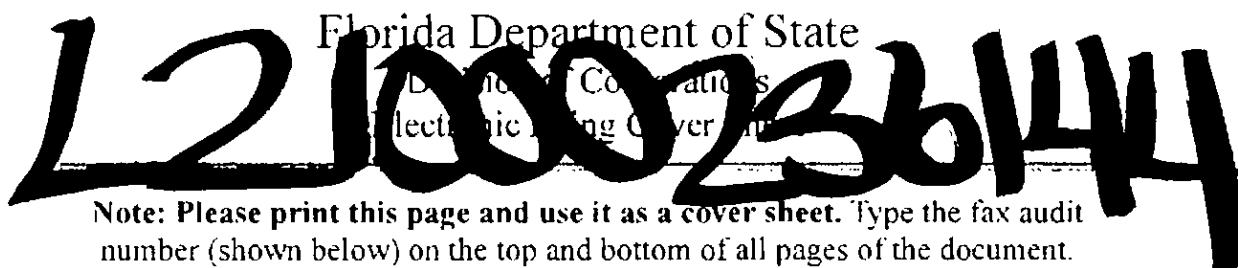 Florida Department of State
L21000236144
Note: Please print this page and use it as a cover sheet. Type the fax audit
number (shown below) on the top and bottom of all pages of the document.